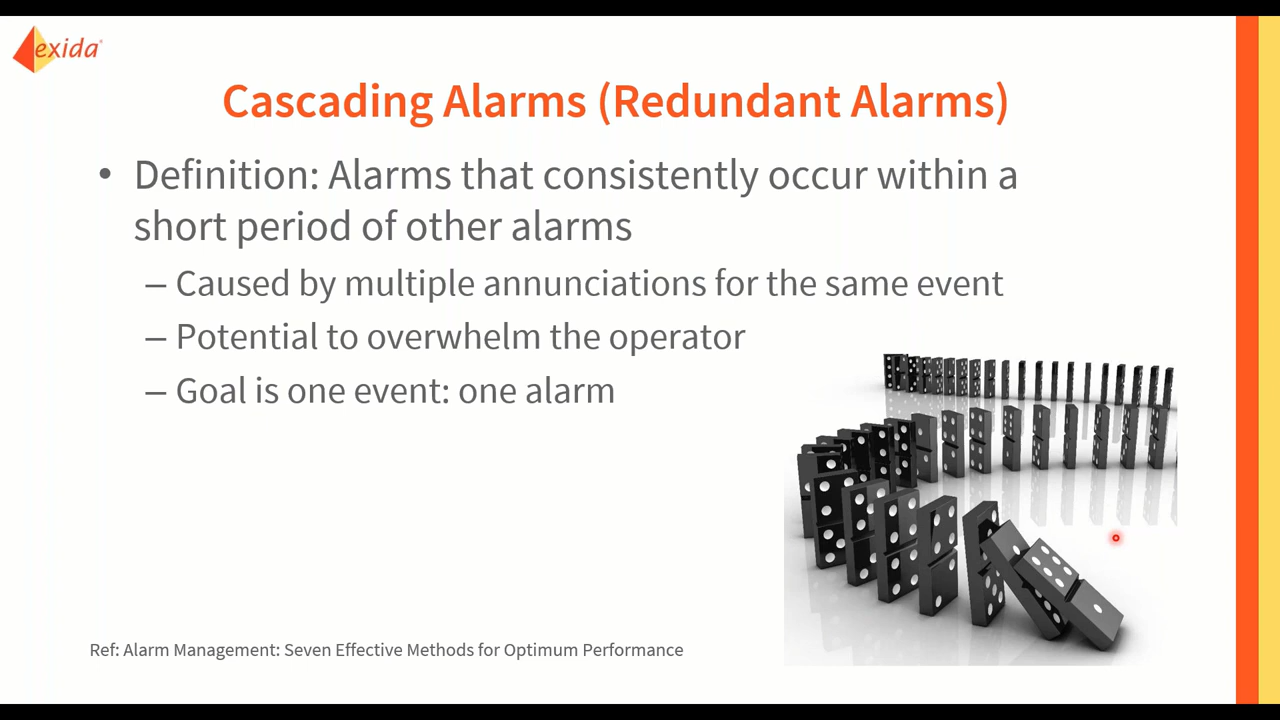 exida
Cascading Alarms (Redundant Alarms)
• Definition: Alarms that consistently occur within a
short period of other alarms
– Caused by multiple annunciations for the same event
– Potential to overwhelm the operator
– Goal is one event: one alarm
Ref: Alarm Management: Seven Effective Methods for Optimum Performance